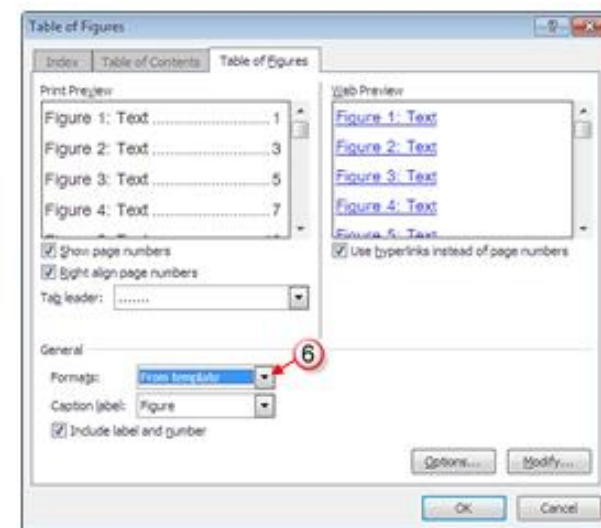 Table of Figures
Index Table of Contents Table of Figures
Print Preview
Figure 1: Text 1
Figure 2: Text 3
Figure 3: Text 5
Figure 4: Text 7
Show page numbers
Right align page numbers
Tab leader: .......
Web Preview
Figure 1: Text
Figure 2: Text
Figure 3: Text
Figure 4: Text
Figure 5: Text
Use hyperlinks instead of page numbers
General
Formats: From template
6
Caption label: Figure
Include label and number
Options... Modify...
OK Cancel